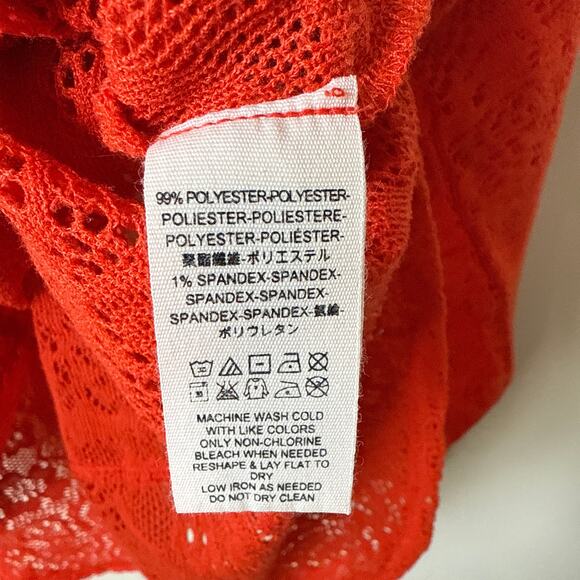 99% POLYESTER-POLYESTER-
POLIESTER-POLIESTERE-
POLYESTER-POLIÉSTER-
聚酯纖維-ポリエステル
1% SPANDEX-SPANDEX-
SPANDEX-SPANDEX-
SPANDEX-SPANDEX-氨綸-
ポリウレタン
MACHINE WASH COLD
WITH LIKE COLORS
ONLY NON-CHLORINE
BLEACH WHEN NEEDED
RESHAPE & LAY FLAT TO
DRY
LOW IRON AS NEEDED
DO NOT DRY CLEAN